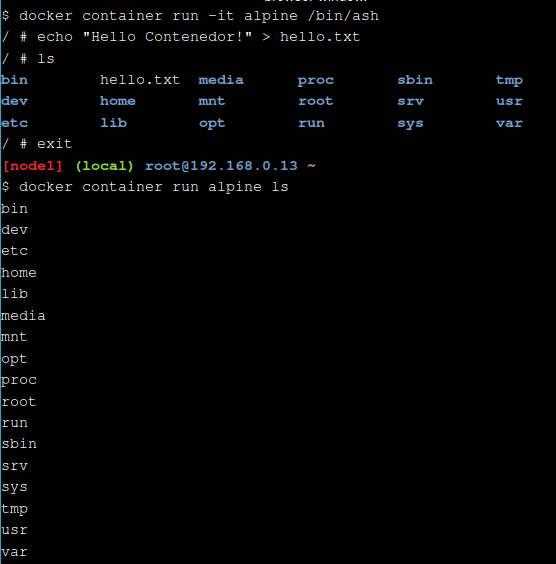 $ docker container run -it alpine /bin/ash
/ # echo "Hello Contenedor!" > hello.txt
/ # ls
bin hello.txt media proc sbin tmp
dev home mnt root srv usr
etc lib opt run sys var
/ # exit
[node1] (local) root@192.168.0.13 ~
$ docker container run alpine ls
bin
dev
etc
home
lib
media
mnt
opt
proc
root
run
sbin
srv
sys
tmp
usr
var